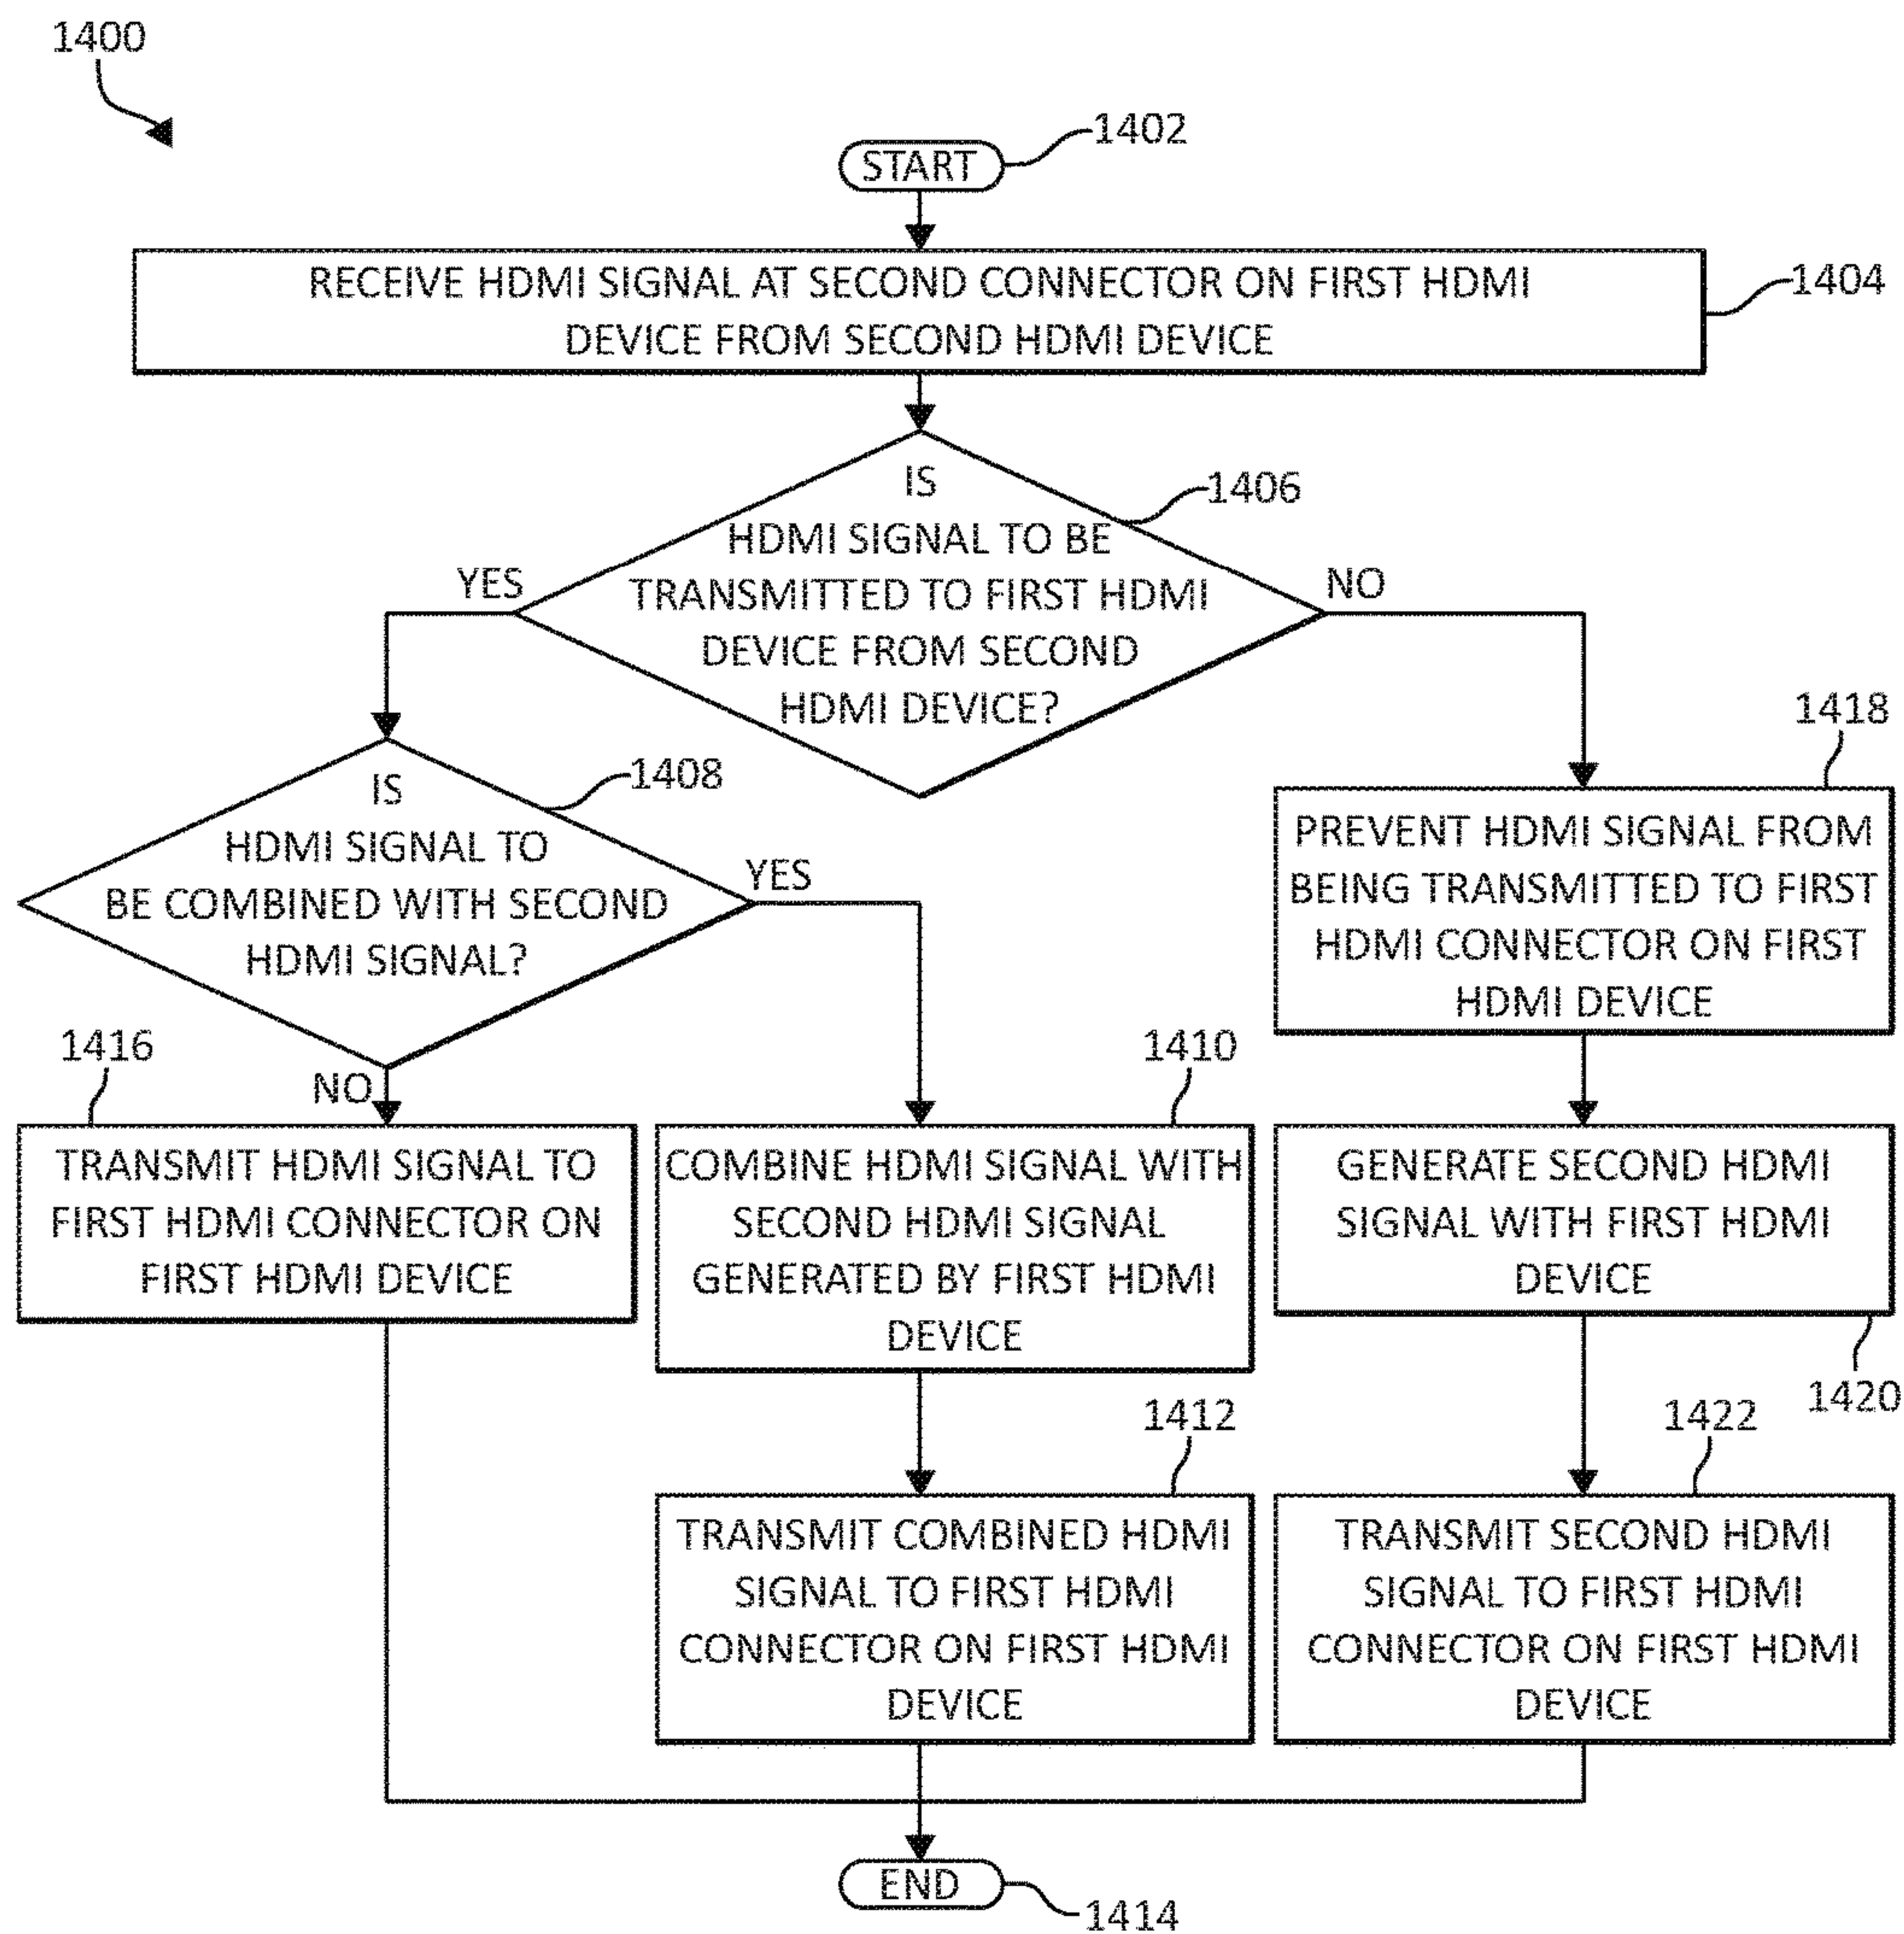 1400
1402
START
RECEIVE HDMI SIGNAL AT SECOND CONNECTOR ON FIRST HDMI
DEVICE FROM SECOND HDMI DEVICE
1404
IS
HDMI SIGNAL TO BE
TRANSMITTED TO FIRST HDMI
DEVICE FROM SECOND
HDMI DEVICE?
1406
YES
NO
IS
HDMI SIGNAL TO
BE COMBINED WITH SECOND
HDMI SIGNAL?
1408
YES
NO
1418
PREVENT HDMI SIGNAL FROM
BEING TRANSMITTED TO FIRST
HDMI CONNECTOR ON FIRST
HDMI DEVICE
1416
TRANSMIT HDMI SIGNAL TO
FIRST HDMI CONNECTOR ON
FIRST HDMI DEVICE
1410
COMBINE HDMI SIGNAL WITH
SECOND HDMI SIGNAL
GENERATED BY FIRST HDMI
DEVICE
GENERATE SECOND HDMI
SIGNAL WITH FIRST HDMI
DEVICE
1420
1412
TRANSMIT COMBINED HDMI
SIGNAL TO FIRST HDMI
CONNECTOR ON FIRST HDMI
DEVICE
1422
TRANSMIT SECOND HDMI
SIGNAL TO FIRST HDMI
CONNECTOR ON FIRST HDMI
DEVICE
END
1414